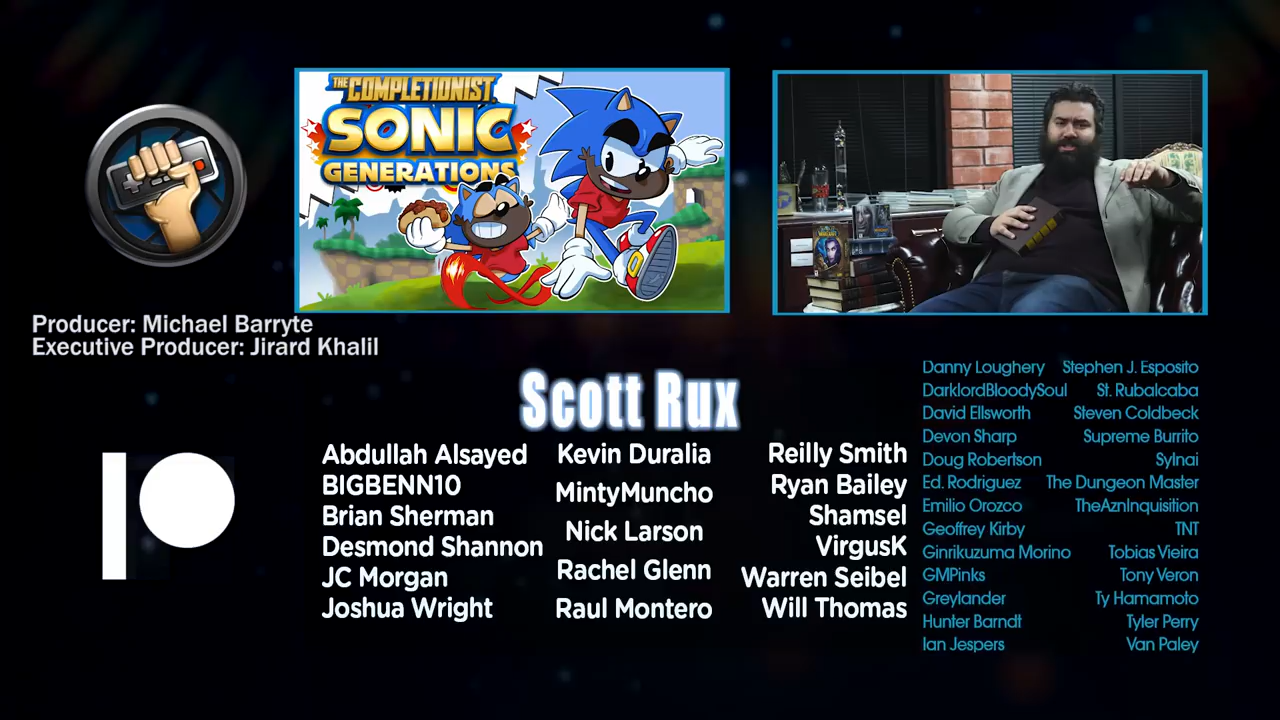 THE COMPLETIONIST
SONIC
GENERATIONS
Producer: Michael Barryte
Executive Producer: Jirard Khalil
Scott Rux
Abdullah Alsayed
BIGBENN10
Brian Sherman
Desmond Shannon
JC Morgan
Joshua Wright
Kevin Duralia
MintyMuncho
Nick Larson
Rachel Glenn
Raul Montero
Reilly Smith
Ryan Bailey
Shamsel
VirgusK
Warren Seibel
Will Thomas
Danny Loughery
DarklordBloodySoul
David Ellsworth
Devon Sharp
Doug Robertson
Ed. Rodriguez
Emilio Orozco
Geoffrey Kirby
Ginrikuzuma Morino
GMPinks
Greylander
Hunter Barndt
Ian Jespers
Stephen J. Esposito
St. Rubalcaba
Steven Coldbeck
Supreme Burrito
Sylnai
The Dungeon Master
TheAznInquisition
TNT
Tobias Vieira
Tony Veron
Ty Hamamoto
Tyler Perry
Van Paley